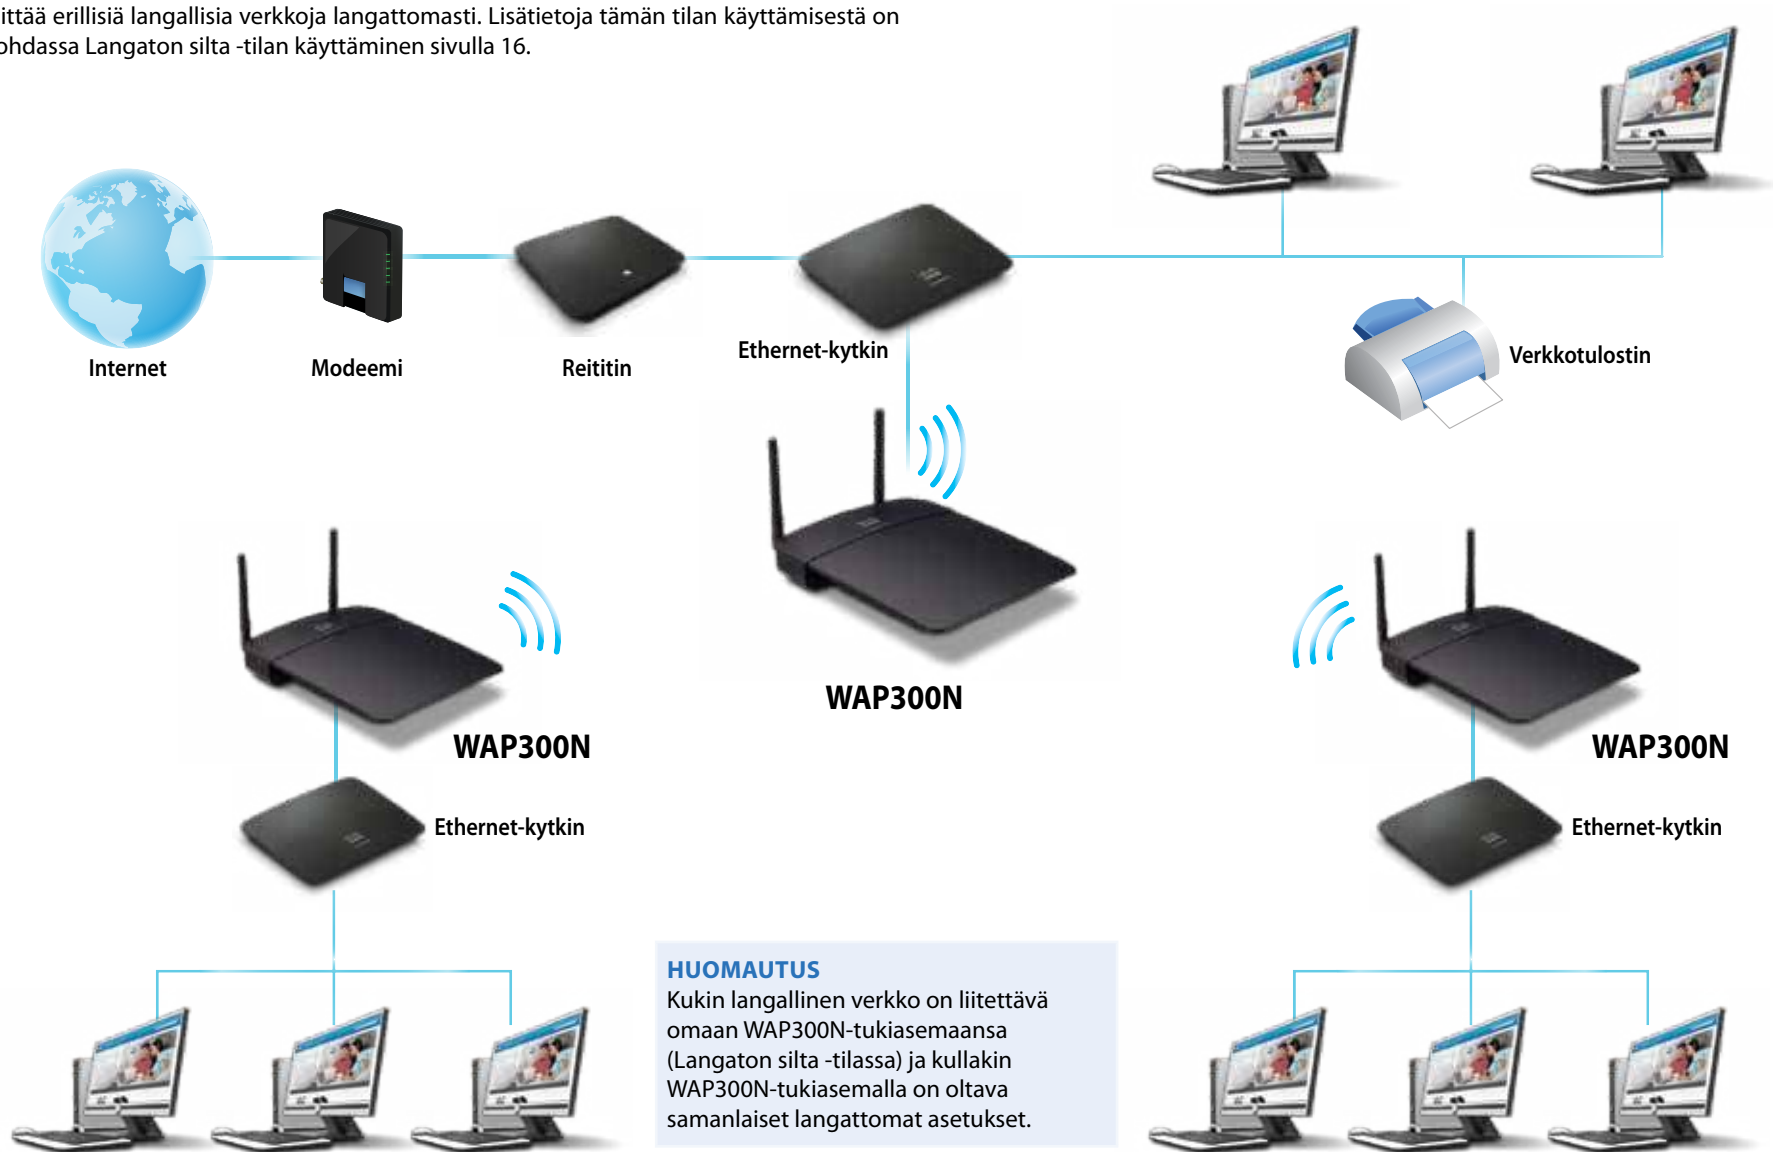 ittää erillisiä langallisia verkkoja langattomasti. Lisätietoja tämän tilan käyttämisestä on
ohdassa Langaton silta -tilan käyttäminen sivulla 16.
Internet
Modeemi
Reititin
Ethernet-kytkin
Verkkotulostin
WAP300N
WAP300N
WAP300N
Ethernet-kytkin
Ethernet-kytkin
HUOMAUTUS
Kukin langallinen verkko on liitettävä
omaan WAP300N-tukiasemaansa
(Langaton silta -tilassa) ja kullakin
WAP300N-tukiasemalla on oltava
samanlaiset langattomat asetukset.